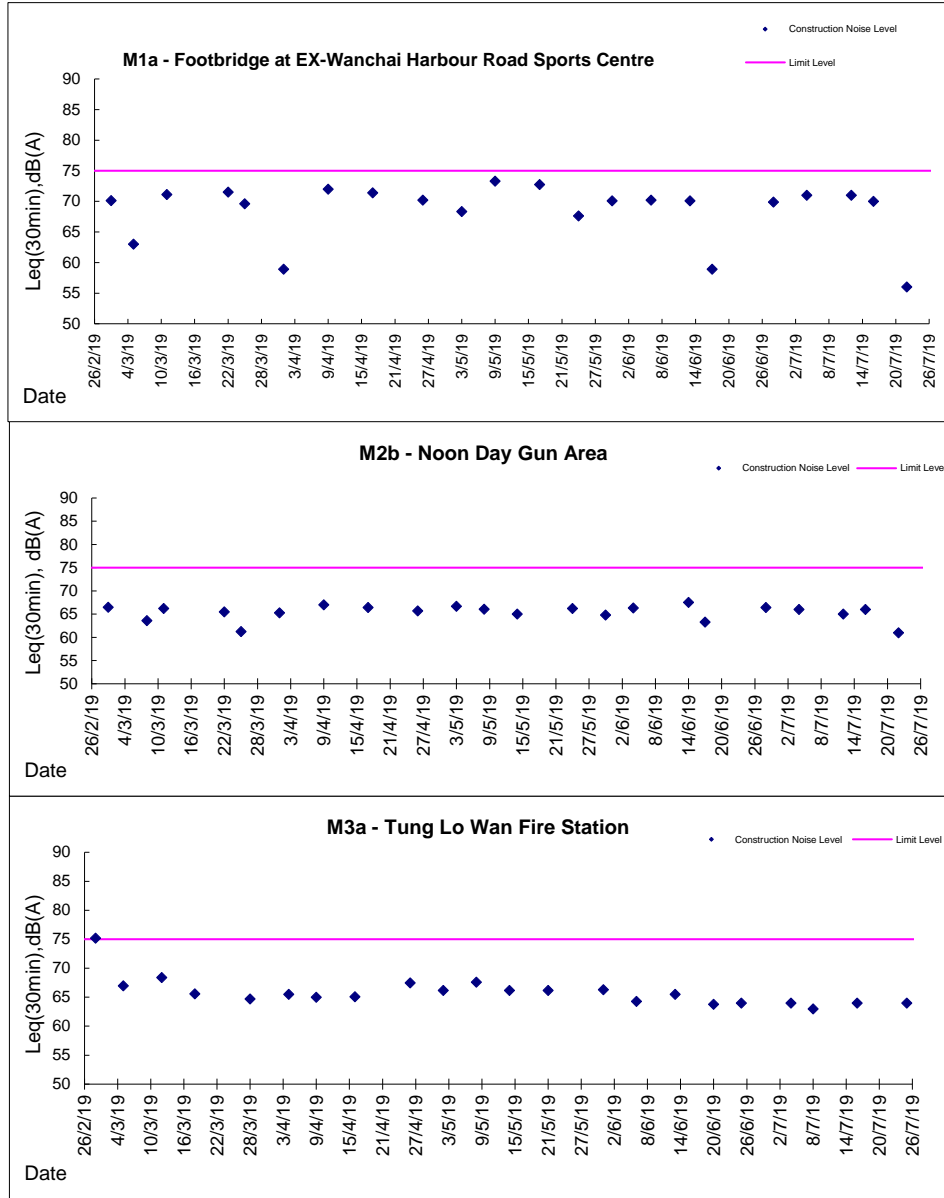 Construction Noise Level
M1a - Footbridge at EX-Wanchai Harbour Road Sports Centre
Limit Level
90
85
80
75
70
65
60
55
50
Leq(30min),dB(A)
26/2/19 4/3/19 10/3/19 16/3/19 22/3/19 28/3/19 3/4/19 9/4/19 15/4/19 21/4/19 27/4/19 3/5/19 9/5/19 15/5/19 21/5/19 27/5/19 2/6/19 8/6/19 14/6/19 20/6/19 26/6/19 2/7/19 8/7/19 14/7/19 20/7/19 26/7/19
Date
M2b - Noon Day Gun Area
Construction Noise Level Limit Level
90
85
80
75
70
65
60
55
50
Leq(30min), dB(A)
26/2/19 4/3/19 10/3/19 16/3/19 22/3/19 28/3/19 3/4/19 9/4/19 15/4/19 21/4/19 27/4/19 3/5/19 9/5/19 15/5/19 21/5/19 27/5/19 2/6/19 8/6/19 14/6/19 20/6/19 26/6/19 2/7/19 8/7/19 14/7/19 20/7/19 26/7/19
Date
M3a - Tung Lo Wan Fire Station
Construction Noise Level Limit Level
90
85
80
75
70
65
60
55
50
Leq(30min),dB(A)
26/2/19 4/3/19 10/3/19 16/3/19 22/3/19 28/3/19 3/4/19 9/4/19 15/4/19 21/4/19 27/4/19 3/5/19 9/5/19 15/5/19 21/5/19 27/5/19 2/6/19 8/6/19 14/6/19 20/6/19 26/6/19 2/7/19 8/7/19 14/7/19 20/7/19 26/7/19
Date